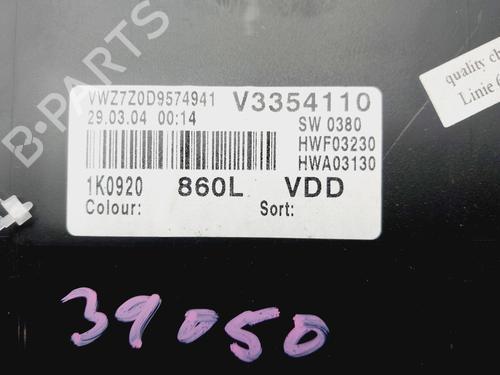 B-PARTS
VWZ7Z0D9574941 V3354110
29.03.04 00:14 SW 0380
HWF03230
HWA03130
1K0920 860L VDD
Colour: Sort:
quality ch
Linie
39050